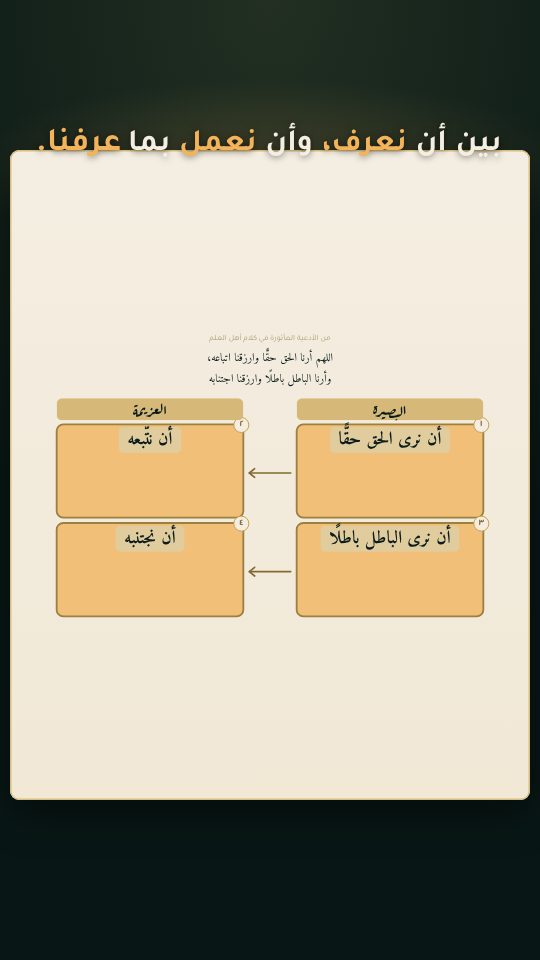 بين أن نعرف، وأن نعمل بما عرفنا.
من الأدعية المأثورة في كلام أهل العلم
اللهم أرنا الحق حقًّا وارزقنا اتباعه،
وأرنا الباطل باطلًا وارزقنا اجتنابه
البصيرة
العزيمة
١
أن نرى الحق حقًّا
٢
أن نتّبعه
٣
أن نرى الباطل باطلًا
٤
أن نجتنبه